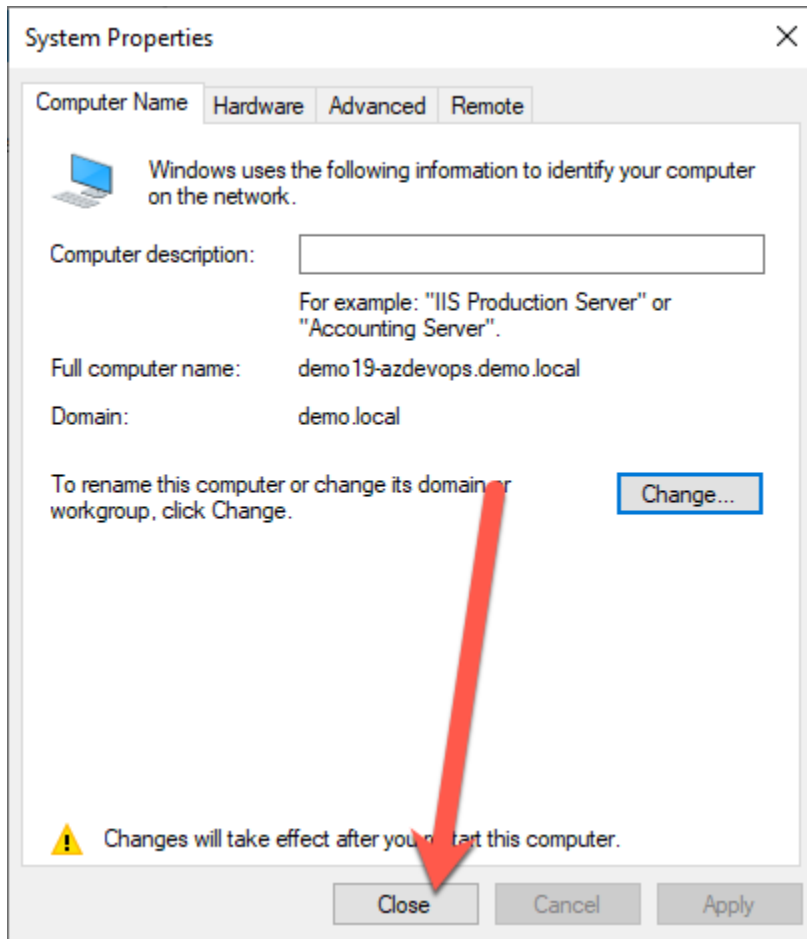 System Properties
Computer Name Hardware Advanced Remote
Windows uses the following information to identify your computer
on the network.
Computer description:
For example: "IIS Production Server" or
"Accounting Server".
Full computer name: demo19-azdevops.demo.local
Domain: demo.local
To rename this computer or change its domain or
workgroup, click Change.
Change...
Changes will take effect after you restart this computer.
Close Cancel Apply